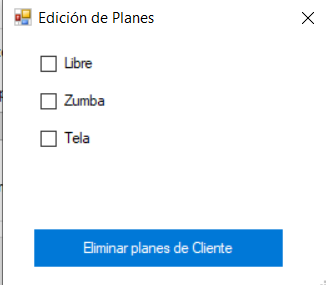 Edición de Planes
Libre
Zumba
Tela
Eliminar planes de Cliente